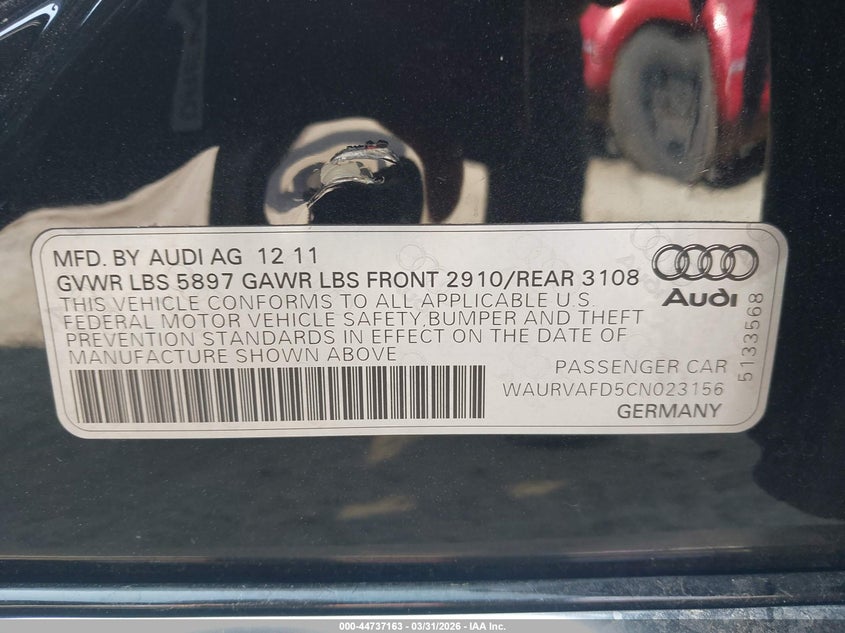 MFD. BY AUDI AG 12 11
GVWR LBS 5897 GAWR LBS FRONT 2910/REAR 3108
THIS VEHICLE CONFORMS TO ALL APPLICABLE U.S.
FEDERAL MOTOR VEHICLE SAFETY,BUMPER AND THEFT
PREVENTION STANDARDS IN EFFECT ON THE DATE OF
MANUFACTURE SHOWN ABOVE
Audi
PASSENGER CAR
WAURVAFD5CN023156
GERMANY
5133568
000-44737163 - 03/31/2026 - IAA Inc.